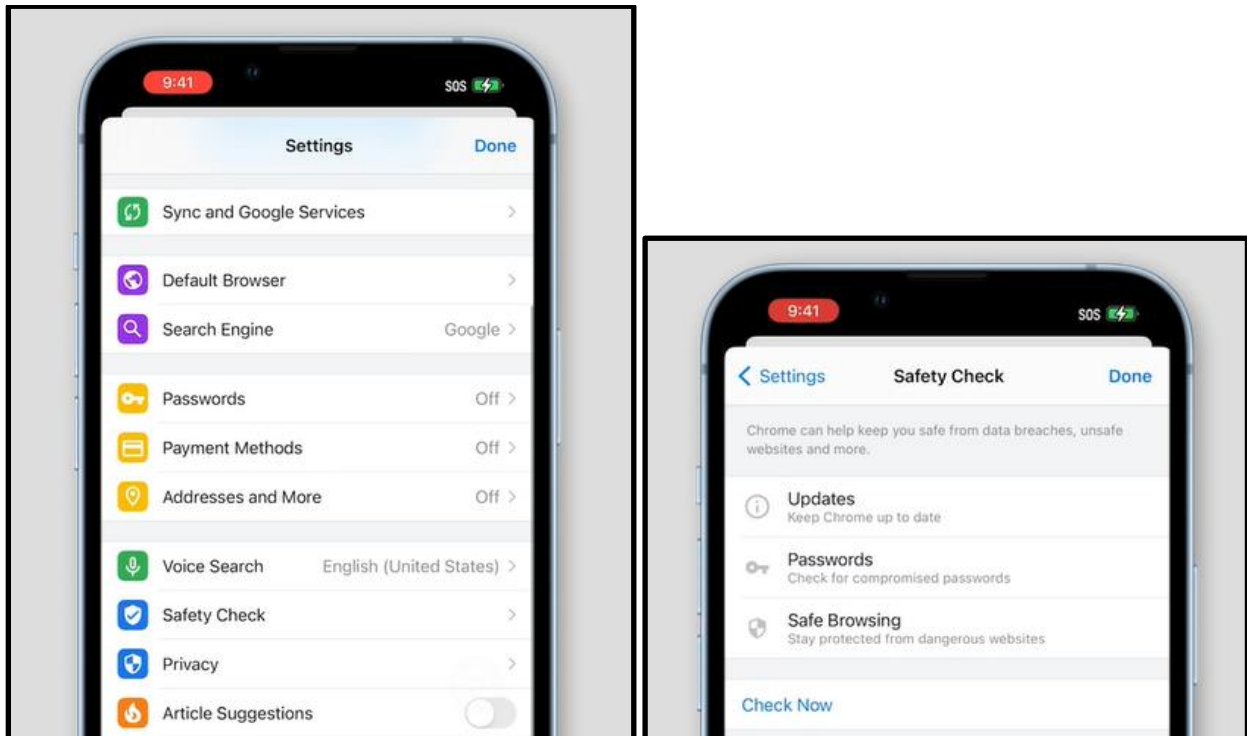 9:41
SOS
Settings
Done
Sync and Google Services
Default Browser
Search Engine
Google
Passwords
Off
Payment Methods
Off
Addresses and More
Off
Voice Search
English (United States)
Safety Check
Privacy
Article Suggestions
9:41
SOS
Settings
Safety Check
Done
Chrome can help keep you safe from data breaches, unsafe
websites and more.
Updates
Keep Chrome up to date
Passwords
Check for compromised passwords
Safe Browsing
Stay protected from dangerous websites
Check Now